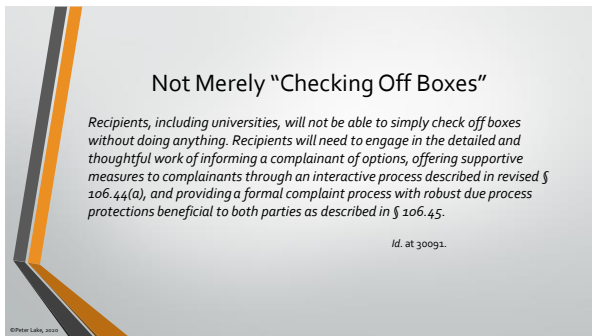 Not Merely “Checking Off Boxes”
Recipients, including universities, will not be able to simply check off boxes
without doing anything. Recipients will need to engage in the detailed and
thoughtful work of informing a complainant of options, offering supportive
measures to complainants through an interactive process described in revised §
106.44(a), and providing a formal complaint process with robust due process
protections beneficial to both parties as described in § 106.45.
Id. at 30091.
©Peter Lake, 2020